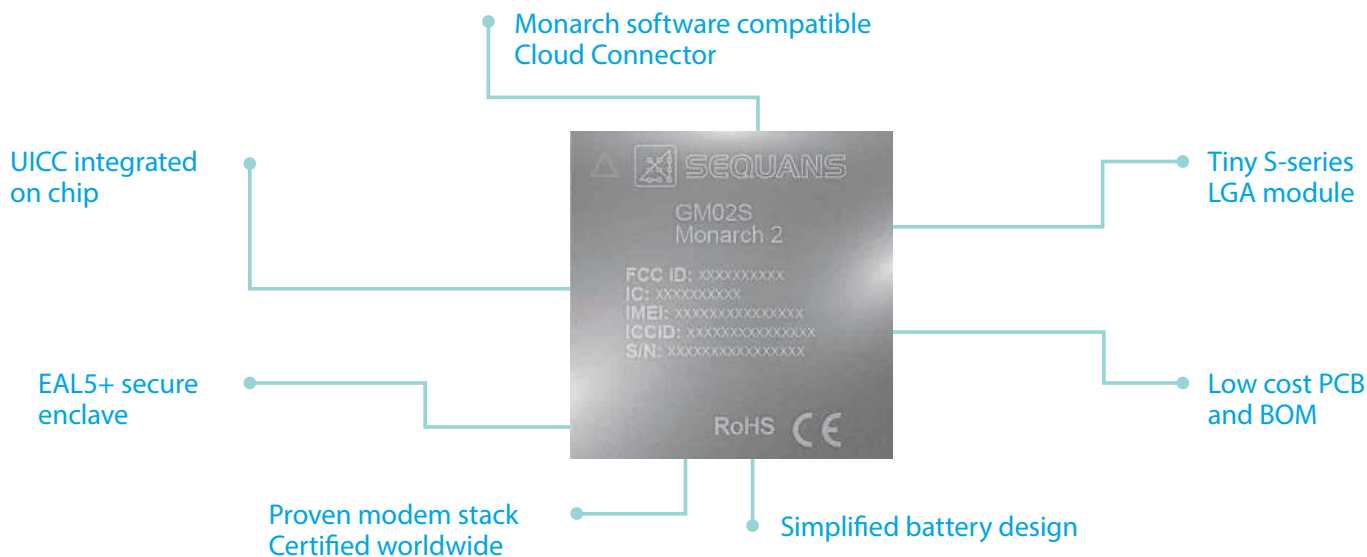 Monarch software compatible
Cloud Connector
UICC integrated
on chip
Tiny S-series
LGA module
SEQUANS
GM02S
Monarch 2
FCC ID: xxxxxxxxxx
IC: xxxxxxxxxx
IMEI: xxxxxxxxxxxxxxx
ICCID: xxxxxxxxxxxxxxx
S/N: xxxxxxxxxxxxxxxx
EAL5+ secure
enclave
Low cost PCB
and BOM
RoHS CE
Proven modem stack
Certified worldwide
Simplified battery design